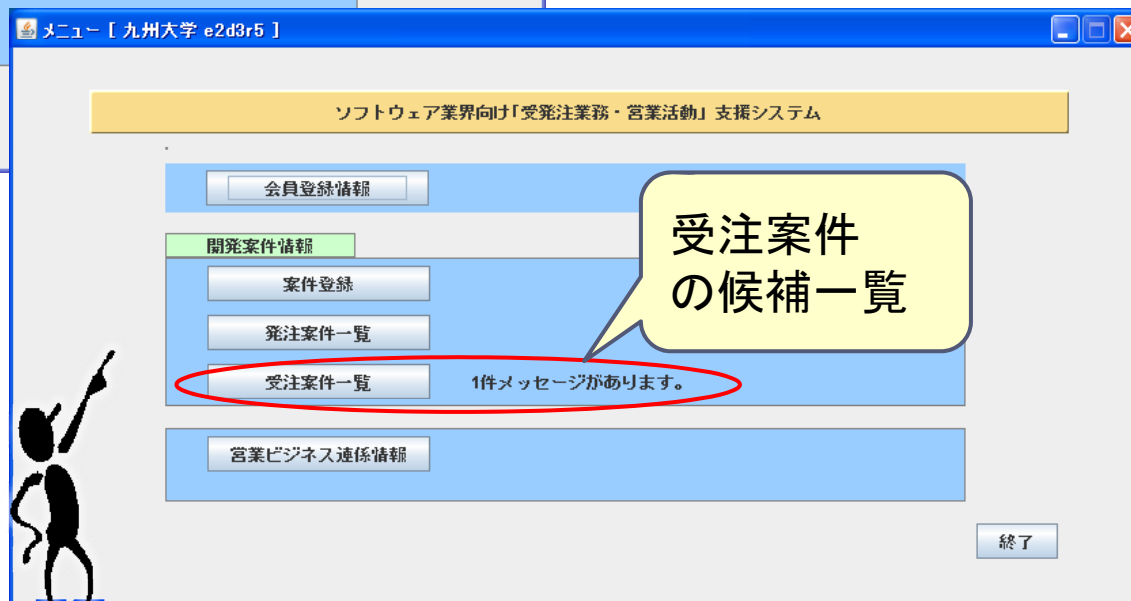 メニュー [ 九州大学 e2d3r5 ]
ソフトウェア業界向け「受発注業務・営業活動」支援システム
会員登録情報
開発案件情報
案件登録
発注案件一覧
受注案件一覧 1件メッセージがあります。
受注案件
の候補一覧
営業ビジネス連係情報
終了